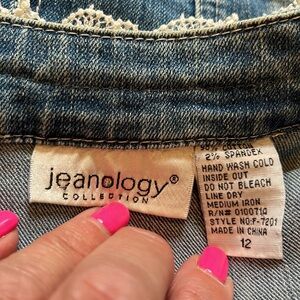 jeanology®
COLLECTION
2% SPANDEX
HAND WASH COLD
INSIDE OUT
DO NOT BLEACH
LINE DRY
MEDIUM IRON
R/N# 0100710
STYLE NO:F-7201
MADE IN CHINA
12